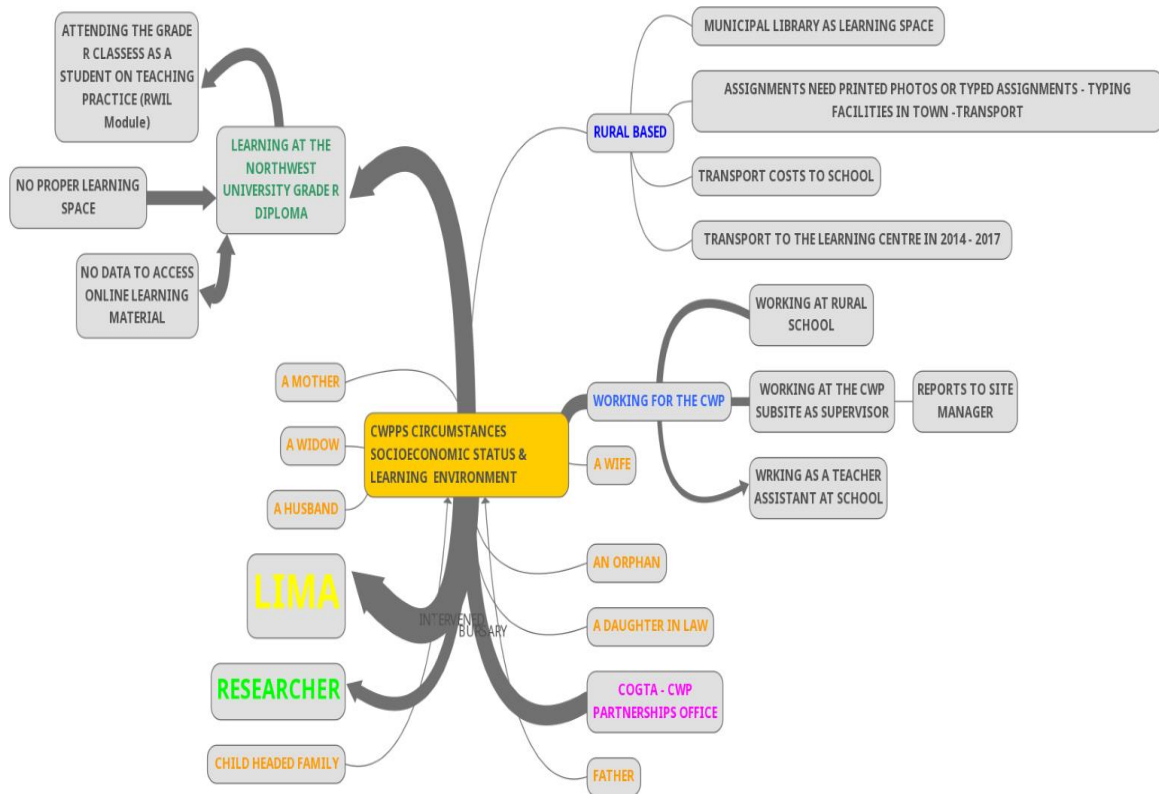 ATTENDING THE GRADE
R CLASSESS AS A
STUDENT ON TEACHING
PRACTICE (RWIL
Module)
NO PROPER LEARNING
SPACE
NO DATA TO ACCESS
ONLINE LEARNING
MATERIAL
LEARNING AT THE
NORTHWEST
UNIVERSITY GRADE R
DIPLOMA
MUNICIPAL LIBRARY AS LEARNING SPACE
ASSIGNMENTS NEED PRINTED PHOTOS OR TYPED ASSIGNMENTS - TYPING
FACILITIES IN TOWN -TRANSPORT
RURAL BASED
TRANSPORT COSTS TO SCHOOL
TRANSPORT TO THE LEARNING CENTRE IN 2014 - 2017
WORKING AT RURAL
SCHOOL
WORKING FOR THE CWP
WORKING AT THE CWP
SUBSITE AS SUPERVISOR
REPORTS TO SITE
MANAGER
WRKING AS A TEACHER
ASSISTANT AT SCHOOL
A MOTHER
A WIDOW
A HUSBAND
CWPPS CIRCUMSTANCES
SOCIOECONOMIC STATUS &
LEARNING ENVIRONMENT
A WIFE
AN ORPHAN
A DAUGHTER IN LAW
LIMA
INTERVENED
BURSARY
RESEARCHER
COGTA - CWP
PARTNERSHIPS OFFICE
CHILD HEADED FAMILY
FATHER